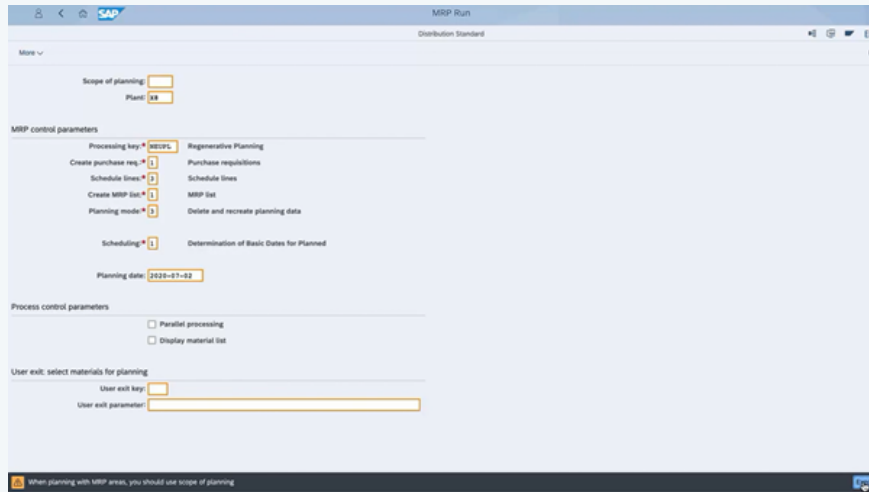 SAP
MRP Run
Distribution Standard
More
Scope of planning:
Plant:
MRP control parameters
Processing key:* NEUPL Regenerative Planning
Create purchase req.:* 1 Purchase requisitions
Schedule lines:* 3 Schedule lines
Create MRP list:* 1 MRP list
Planning mode:* 3 Delete and recreate planning data
Scheduling:* 1 Determination of Basic Dates for Planned
Planning date: 2020-07-02
Process control parameters
Parallel processing
Display material list
User exit: select materials for planning
User exit key:
User exit parameter:
When planning with MRP areas, you should use scope of planning